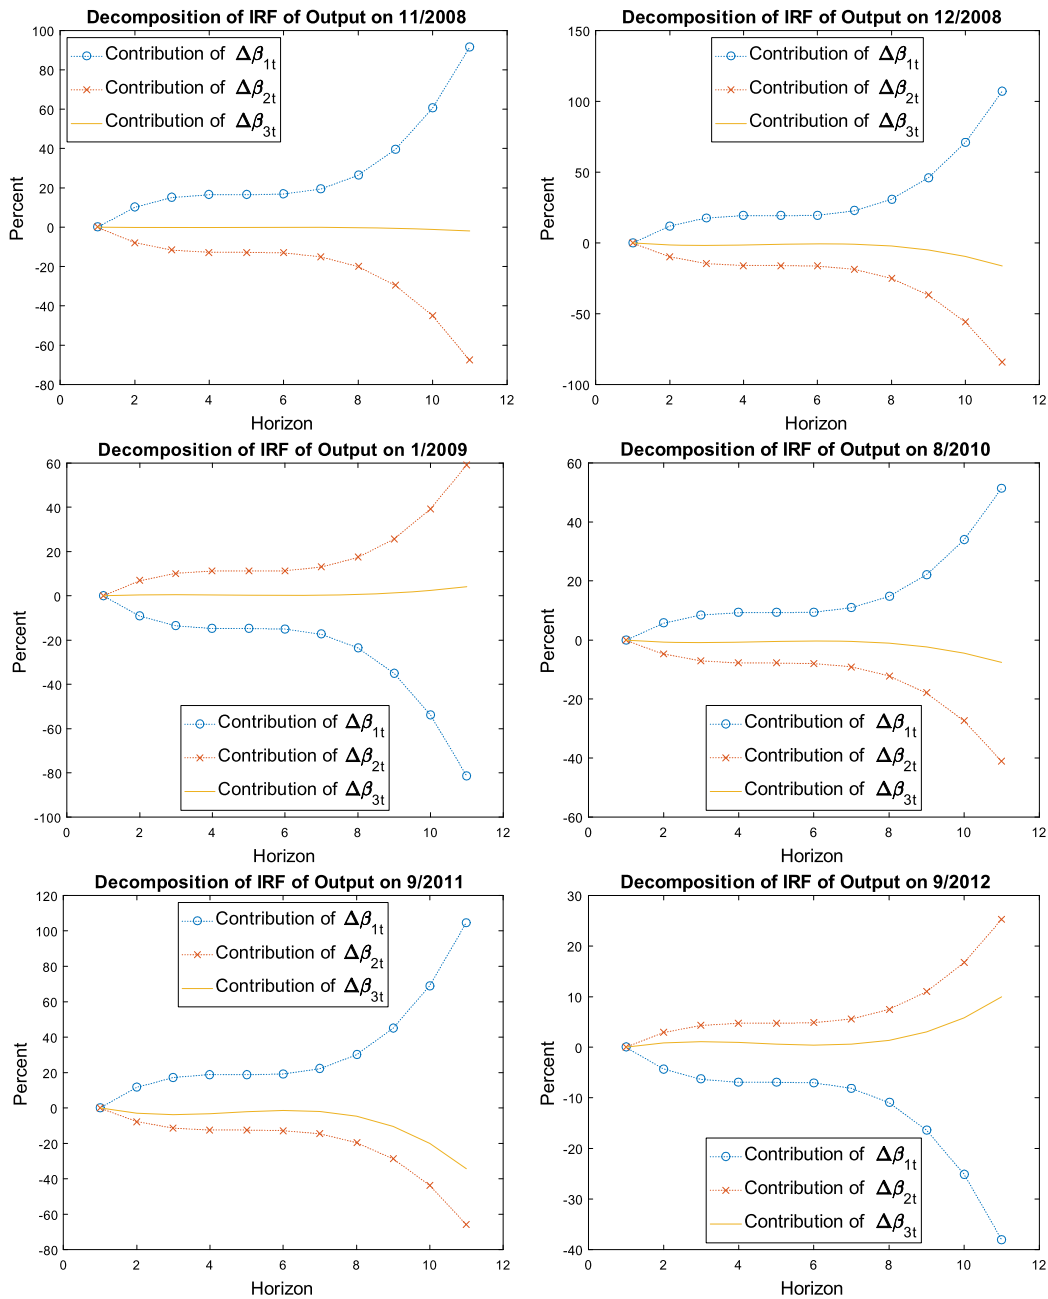 Decomposition of IRF of Output on 11/2008
100
80
60
40
20
0
-20
-40
-60
-80
Percent
Contribution of Δβ1t
Contribution of Δβ2t
Contribution of Δβ3t
0 2 4 6 8 10 12
Horizon
Decomposition of IRF of Output on 12/2008
150
100
50
0
-50
-100
Percent
Contribution of Δβ1t
Contribution of Δβ2t
Contribution of Δβ3t
0 2 4 6 8 10 12
Horizon
Decomposition of IRF of Output on 1/2009
60
40
20
0
-20
-40
-60
-80
-100
Percent
Contribution of Δβ1t
Contribution of Δβ2t
Contribution of Δβ3t
0 2 4 6 8 10 12
Horizon
Decomposition of IRF of Output on 8/2010
60
40
20
0
-20
-40
-60
Percent
Contribution of Δβ1t
Contribution of Δβ2t
Contribution of Δβ3t
0 2 4 6 8 10 12
Horizon
Decomposition of IRF of Output on 9/2011
120
100
80
60
40
20
0
-20
-40
-60
-80
Percent
Contribution of Δβ1t
Contribution of Δβ2t
Contribution of Δβ3t
0 2 4 6 8 10 12
Horizon
Decomposition of IRF of Output on 9/2012
30
20
10
0
-10
-20
-30
-40
Percent
Contribution of Δβ1t
Contribution of Δβ2t
Contribution of Δβ3t
0 2 4 6 8 10 12
Horizon